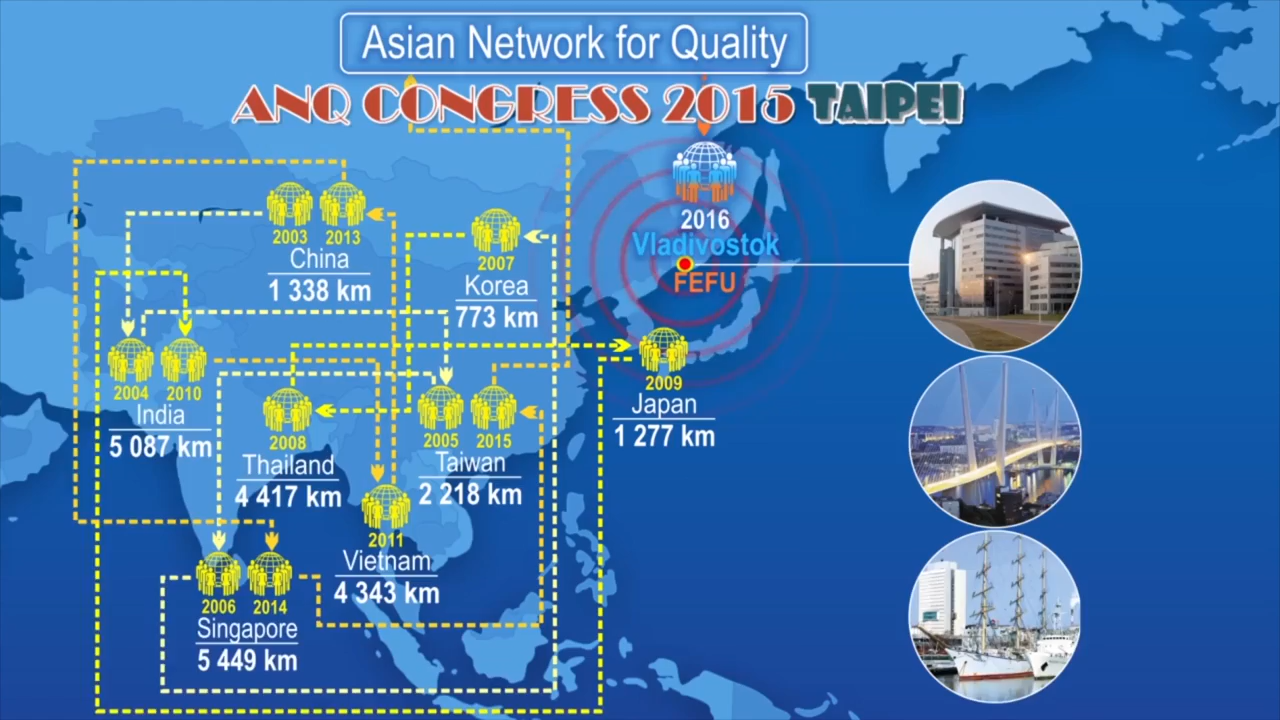 Asian Network for Quality
ANQ CONGRESS 2015 TAIPEI
2016
Vladivostok
FEFU
2003 2013
China
1 338 km
2007
Korea
773 km
2004 2010
India
5 087 km
2008
Thailand
4 417 km
2005 2015
Taiwan
2 218 km
2009
Japan
1 277 km
2011
Vietnam
4 343 km
2006 2014
Singapore
5 449 km